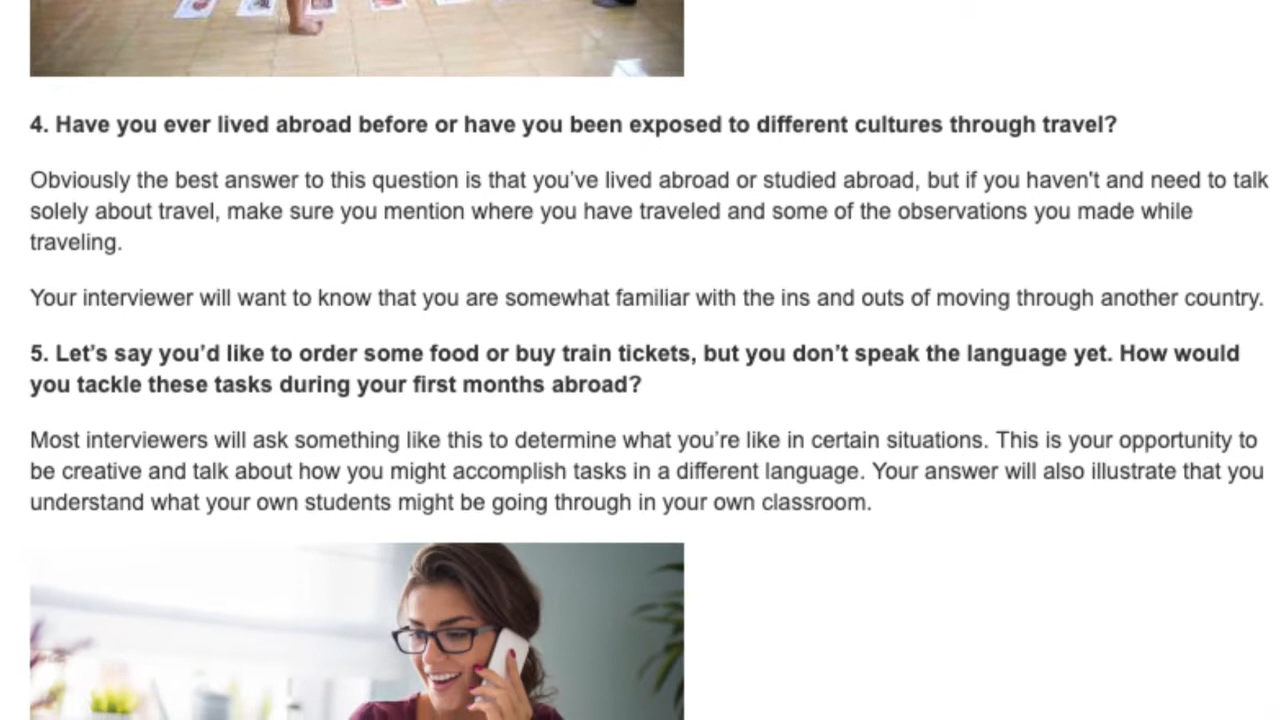 4. Have you ever lived abroad before or have you been exposed to different cultures through travel?
Obviously the best answer to this question is that you’ve lived abroad or studied abroad, but if you haven't and need to talk
solely about travel, make sure you mention where you have traveled and some of the observations you made while
traveling.
Your interviewer will want to know that you are somewhat familiar with the ins and outs of moving through another country.
5. Let’s say you’d like to order some food or buy train tickets, but you don’t speak the language yet. How would
you tackle these tasks during your first months abroad?
Most interviewers will ask something like this to determine what you’re like in certain situations. This is your opportunity to
be creative and talk about how you might accomplish tasks in a different language. Your answer will also illustrate that you
understand what your own students might be going through in your own classroom.